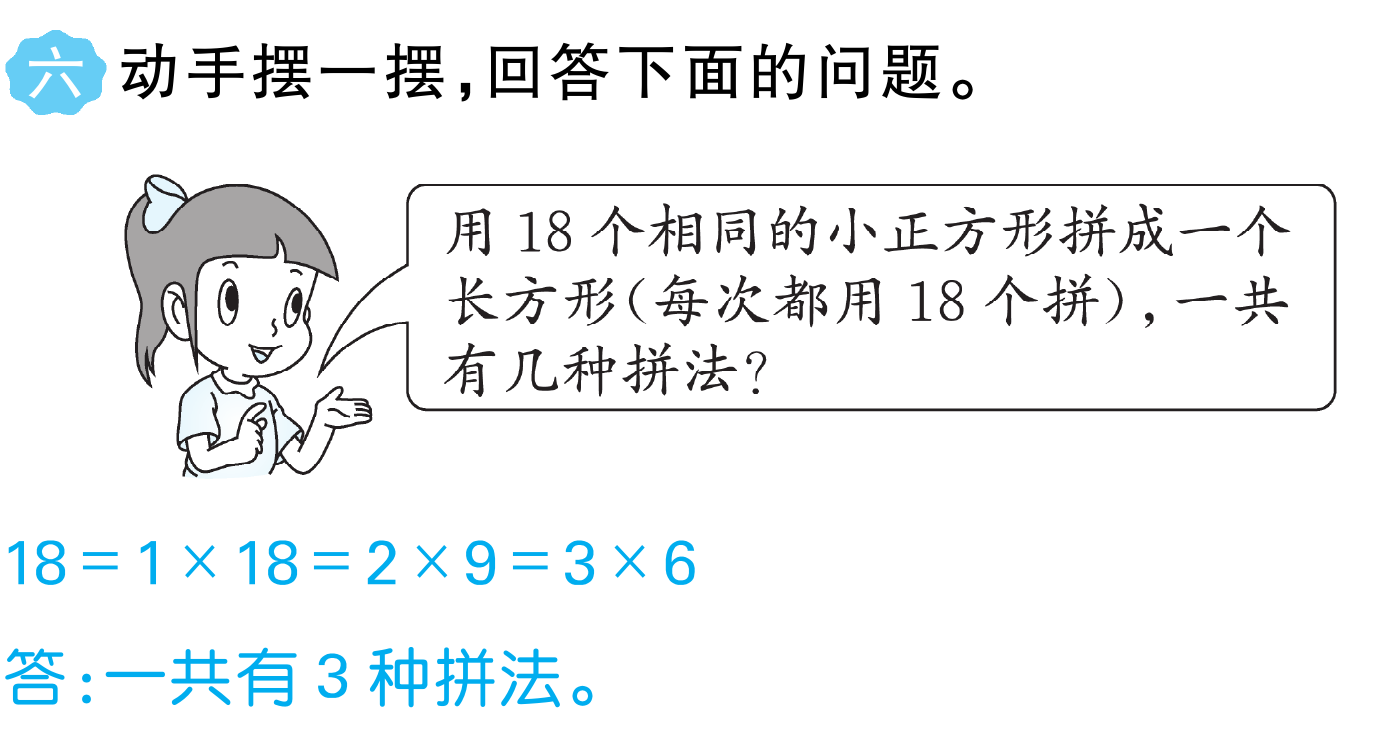 六 动手摆一摆,回答下面的问题。
用 18 个相同的小正方形拼成一个
长方形(每次都用 18 个拼),一共
有几种拼法?
18=1×18=2×9=3×6
答:一共有 3 种拼法。